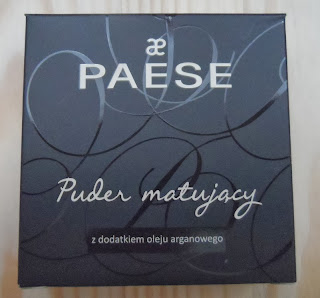 æ
PAESE
Puder matujący
z dodatkiem oleju arganowego